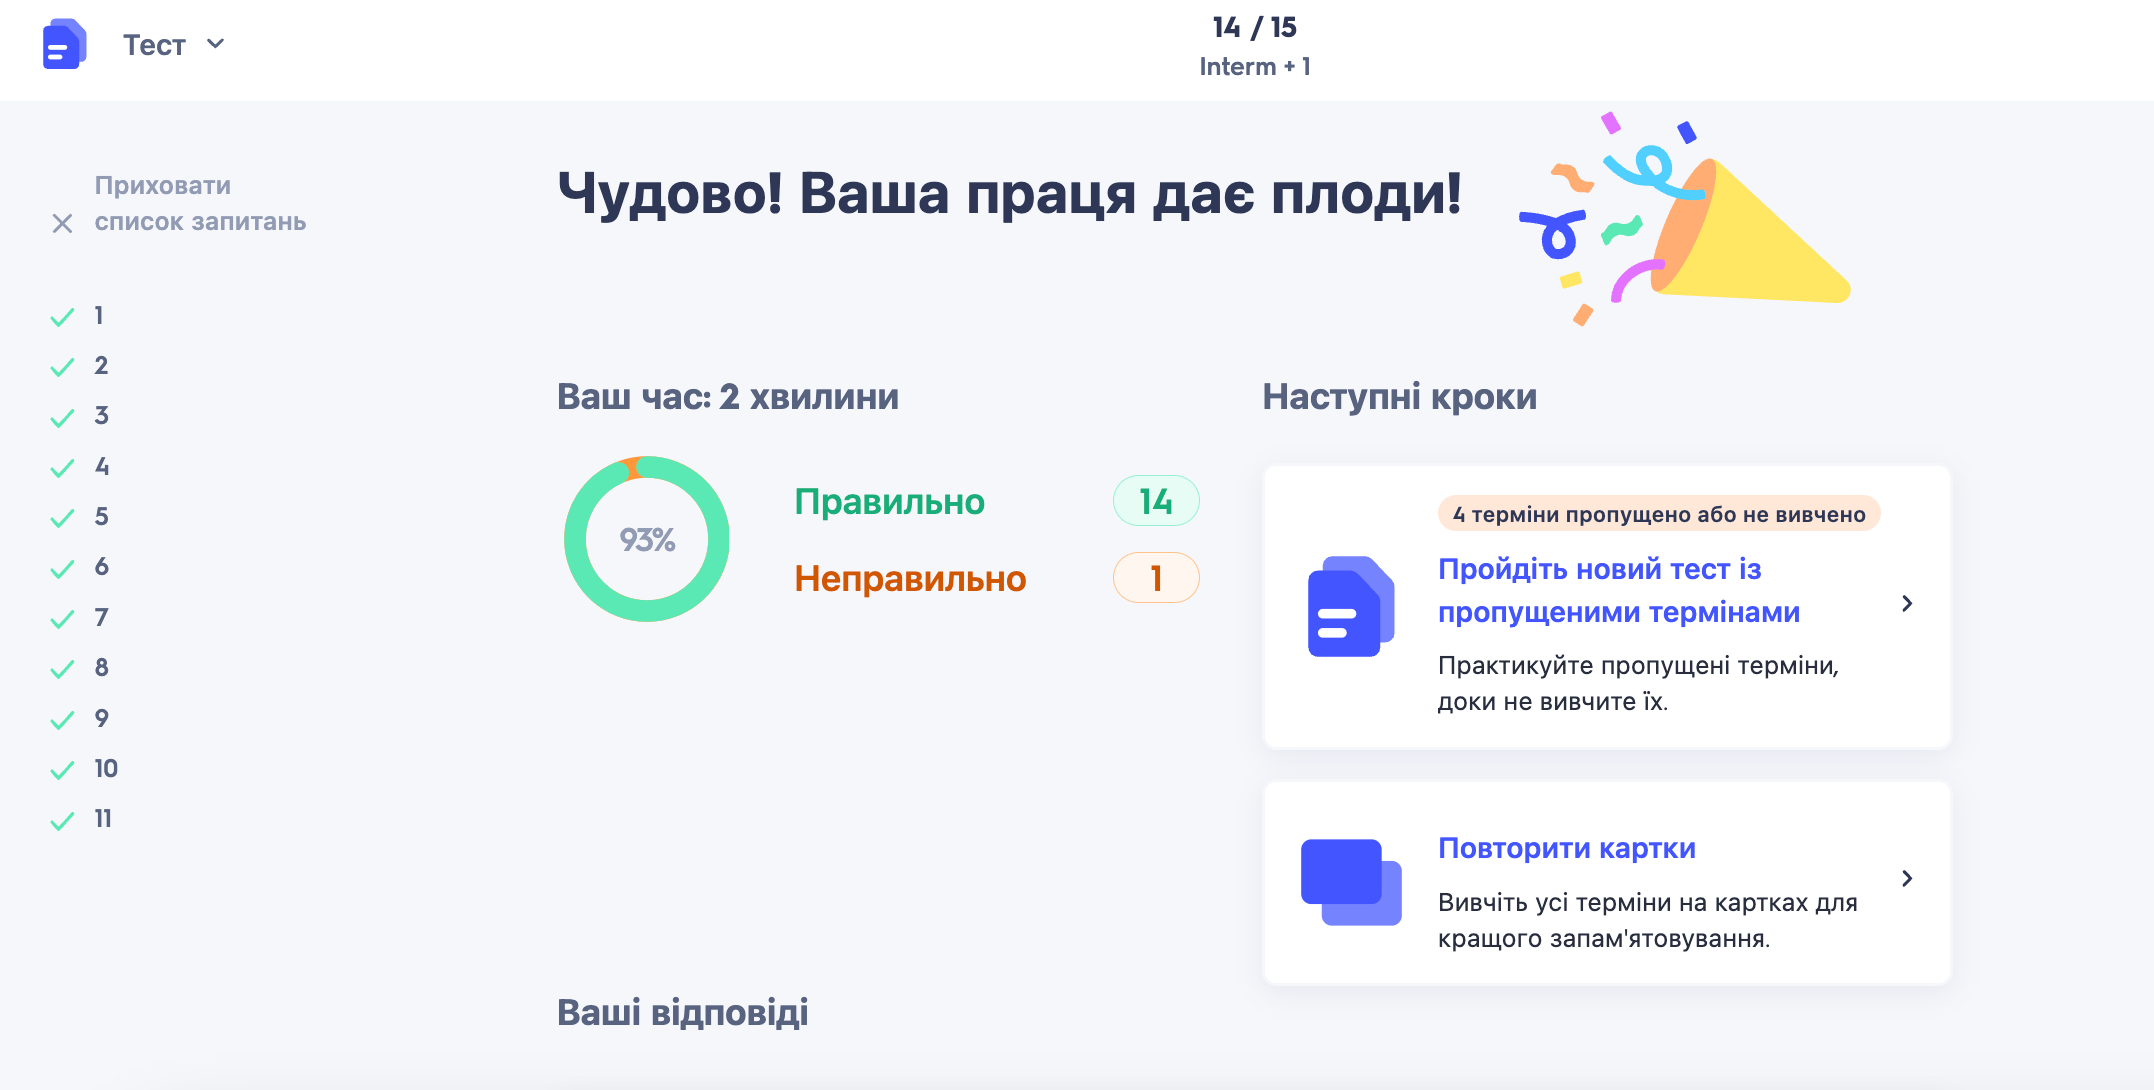 Тест
14 / 15
Interm + 1
Приховати
список запитань
1
2
3
4
5
6
7
8
9
10
11
Чудово! Ваша праця дає плоди!
Ваш час: 2 хвилини
93%
Правильно 14
Неправильно 1
Наступні кроки
4 терміни пропущено або не вивчено
Пройдіть новий тест із
пропущеними термінами
Практикуйте пропущені терміни,
доки не вивчите їх.
Повторити картки
Вивчіть усі терміни на картках для
кращого запам'ятовування.
Ваші відповіді